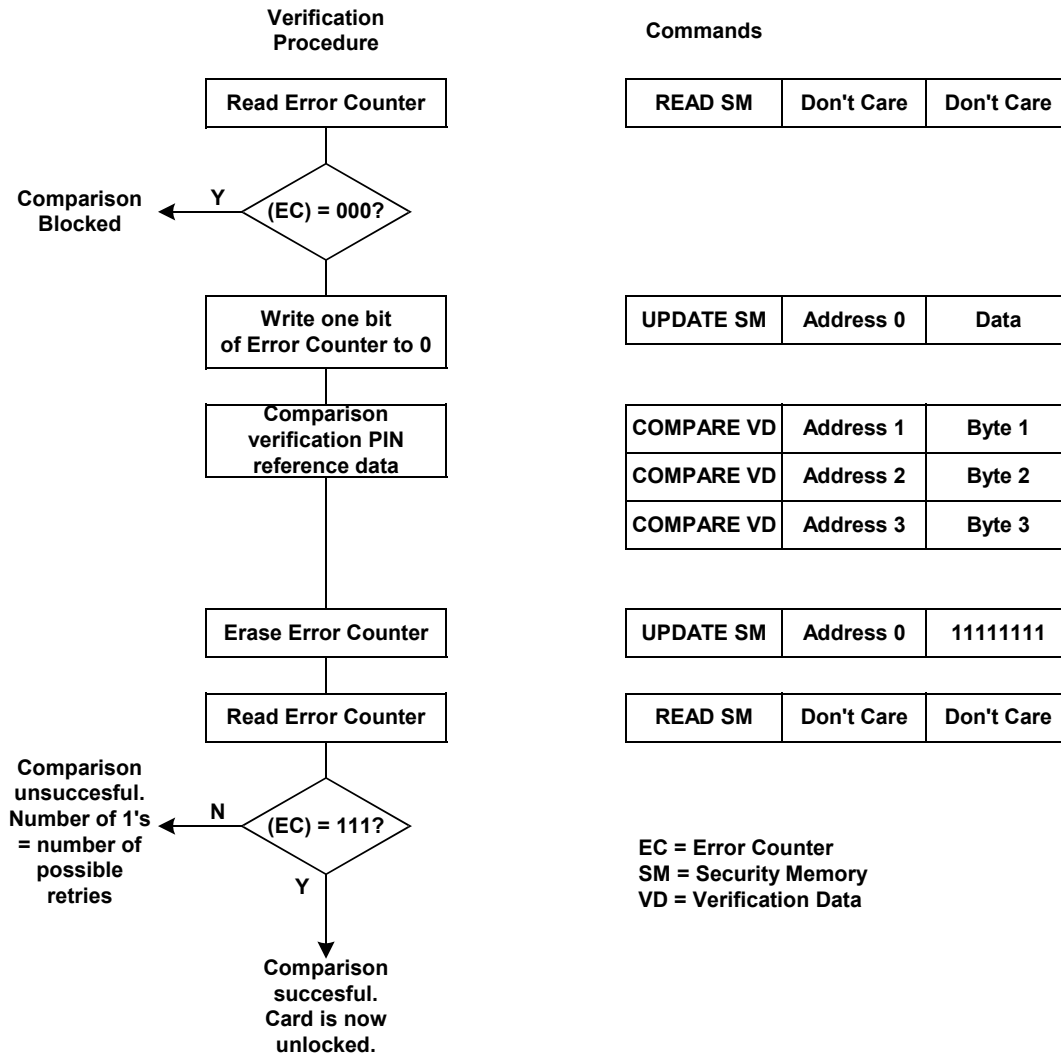 Verification
Procedure
Commands
Read Error Counter
READ SM Don't Care Don't Care
Comparison
Blocked
Y
(EC) = 000?
Write one bit
of Error Counter to 0
UPDATE SM Address 0 Data
Comparison
verification PIN
reference data
COMPARE VD Address 1 Byte 1
COMPARE VD Address 2 Byte 2
COMPARE VD Address 3 Byte 3
Erase Error Counter
UPDATE SM Address 0 11111111
Read Error Counter
READ SM Don't Care Don't Care
Comparison
unsuccesful.
Number of 1's
= number of
possible
retries
N
(EC) = 111?
Y
EC = Error Counter
SM = Security Memory
VD = Verification Data
Comparison
succesful.
Card is now
unlocked.